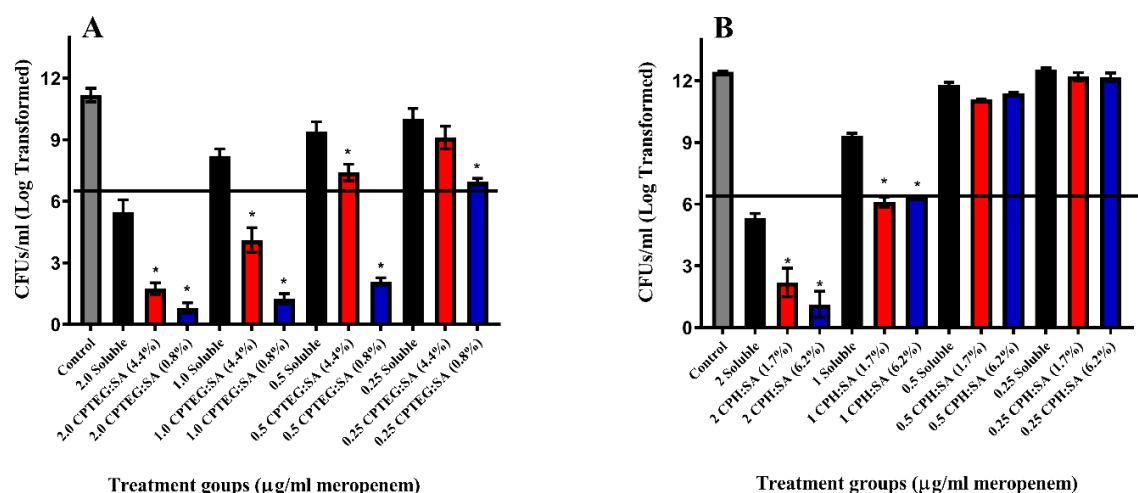 A
CFUs/ml (Log Transformed)
12
9
6
3
0
*
*
*
*
*
*
*
Control
2.0 Soluble
2.0 CPTEG:SA (4.4%)
2.0 CPTEG:SA (0.8%)
1.0 Soluble
1.0 CPTEG:SA (4.4%)
1.0 CPTEG:SA (0.8%)
0.5 Soluble
0.5 CPTEG:SA (4.4%)
0.5 CPTEG:SA (0.8%)
0.25 Soluble
0.25 CPTEG:SA (4.4%)
0.25 CPTEG:SA (0.8%)
Treatment goups (μg/ml meropenem)
B
CFUs/ml (Log Transformed)
12
9
6
3
0
*
*
*
*
Control
2 Soluble
2 CPH:SA (1.7%)
2 CPH:SA (6.2%)
1 Soluble
1 CPH:SA (1.7%)
1 CPH:SA (6.2%)
0.5 Soluble
0.5 CPH:SA (1.7%)
0.5 CPH:SA (6.2%)
0.25 Soluble
0.25 CPH:SA (1.7%)
0.25 CPH:SA (6.2%)
Treatment groups (μg/ml meropenem)